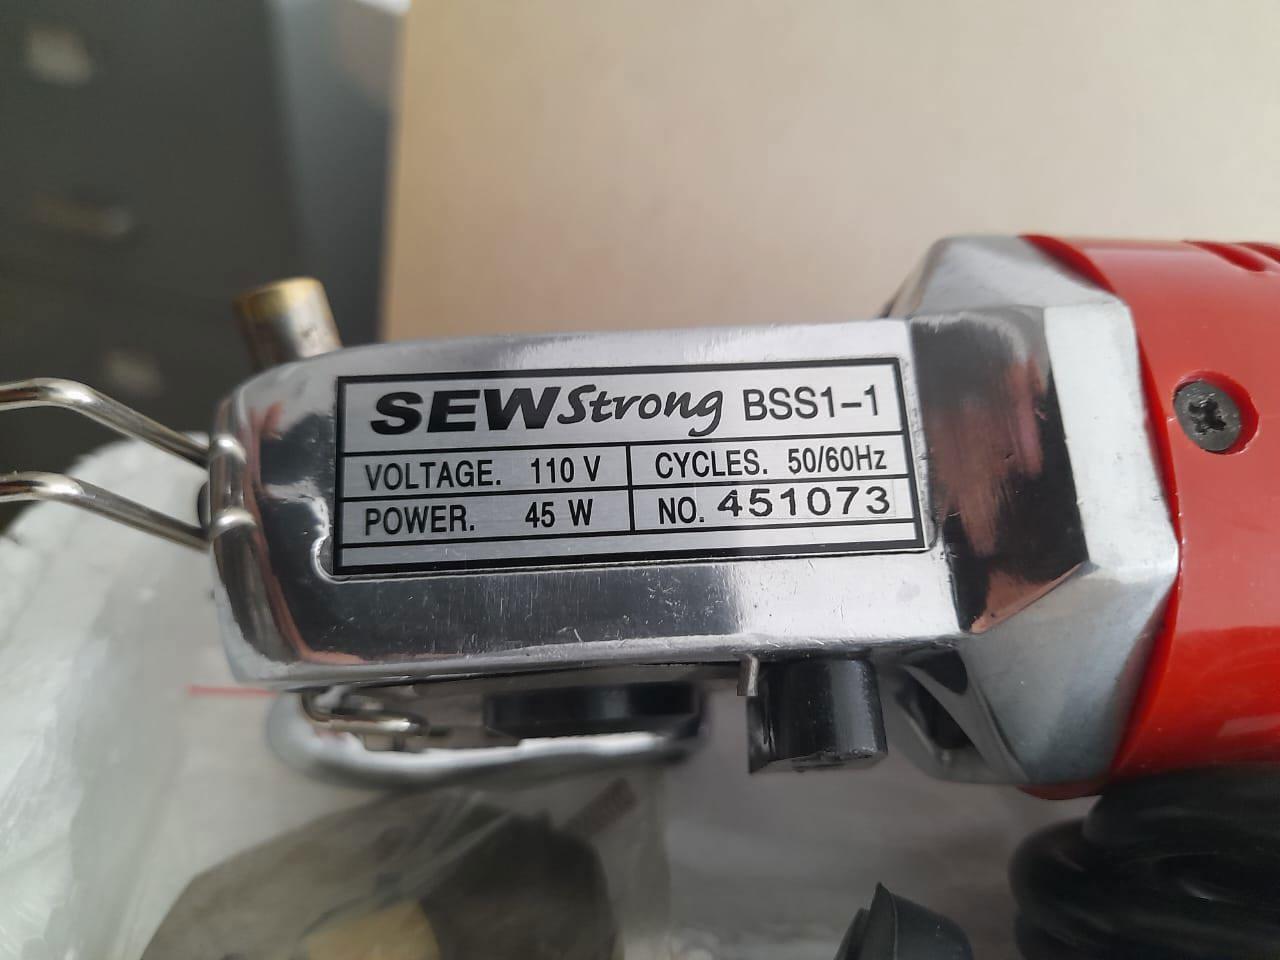 SEWStrong BSS1-1
VOLTAGE. 110 V CYCLES. 50/60Hz
POWER. 45 W NO. 451073